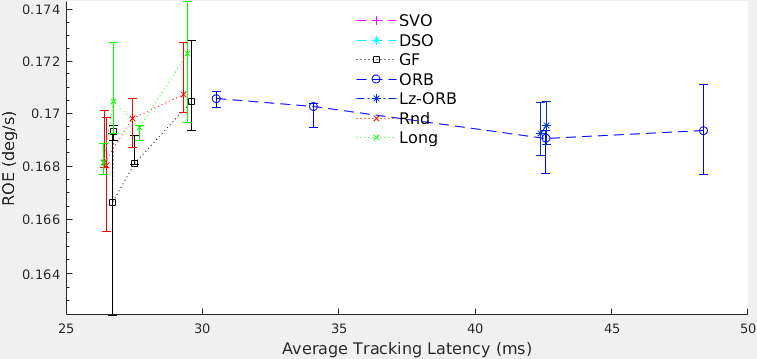 0.174
0.172
0.17
0.168
0.166
0.164
ROE (deg/s)
SVO
DSO
GF
ORB
Lz-ORB
Rnd
Long
25 30 35 40 45 50
Average Tracking Latency (ms)